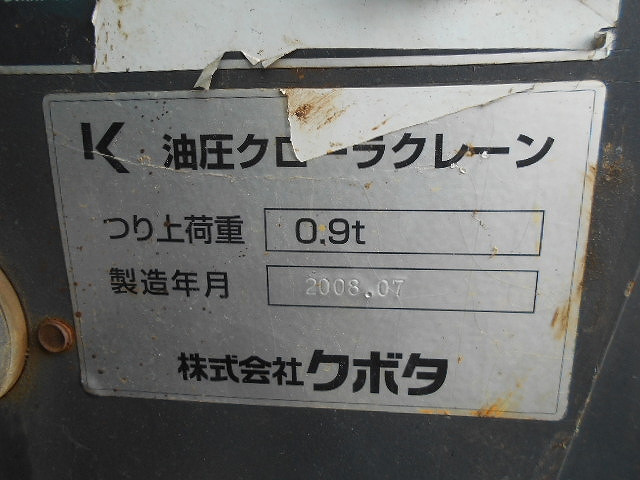 K 油圧クローラクレーン
つり上荷重 0.9t
製造年月 2008.07
株式会社クボタ